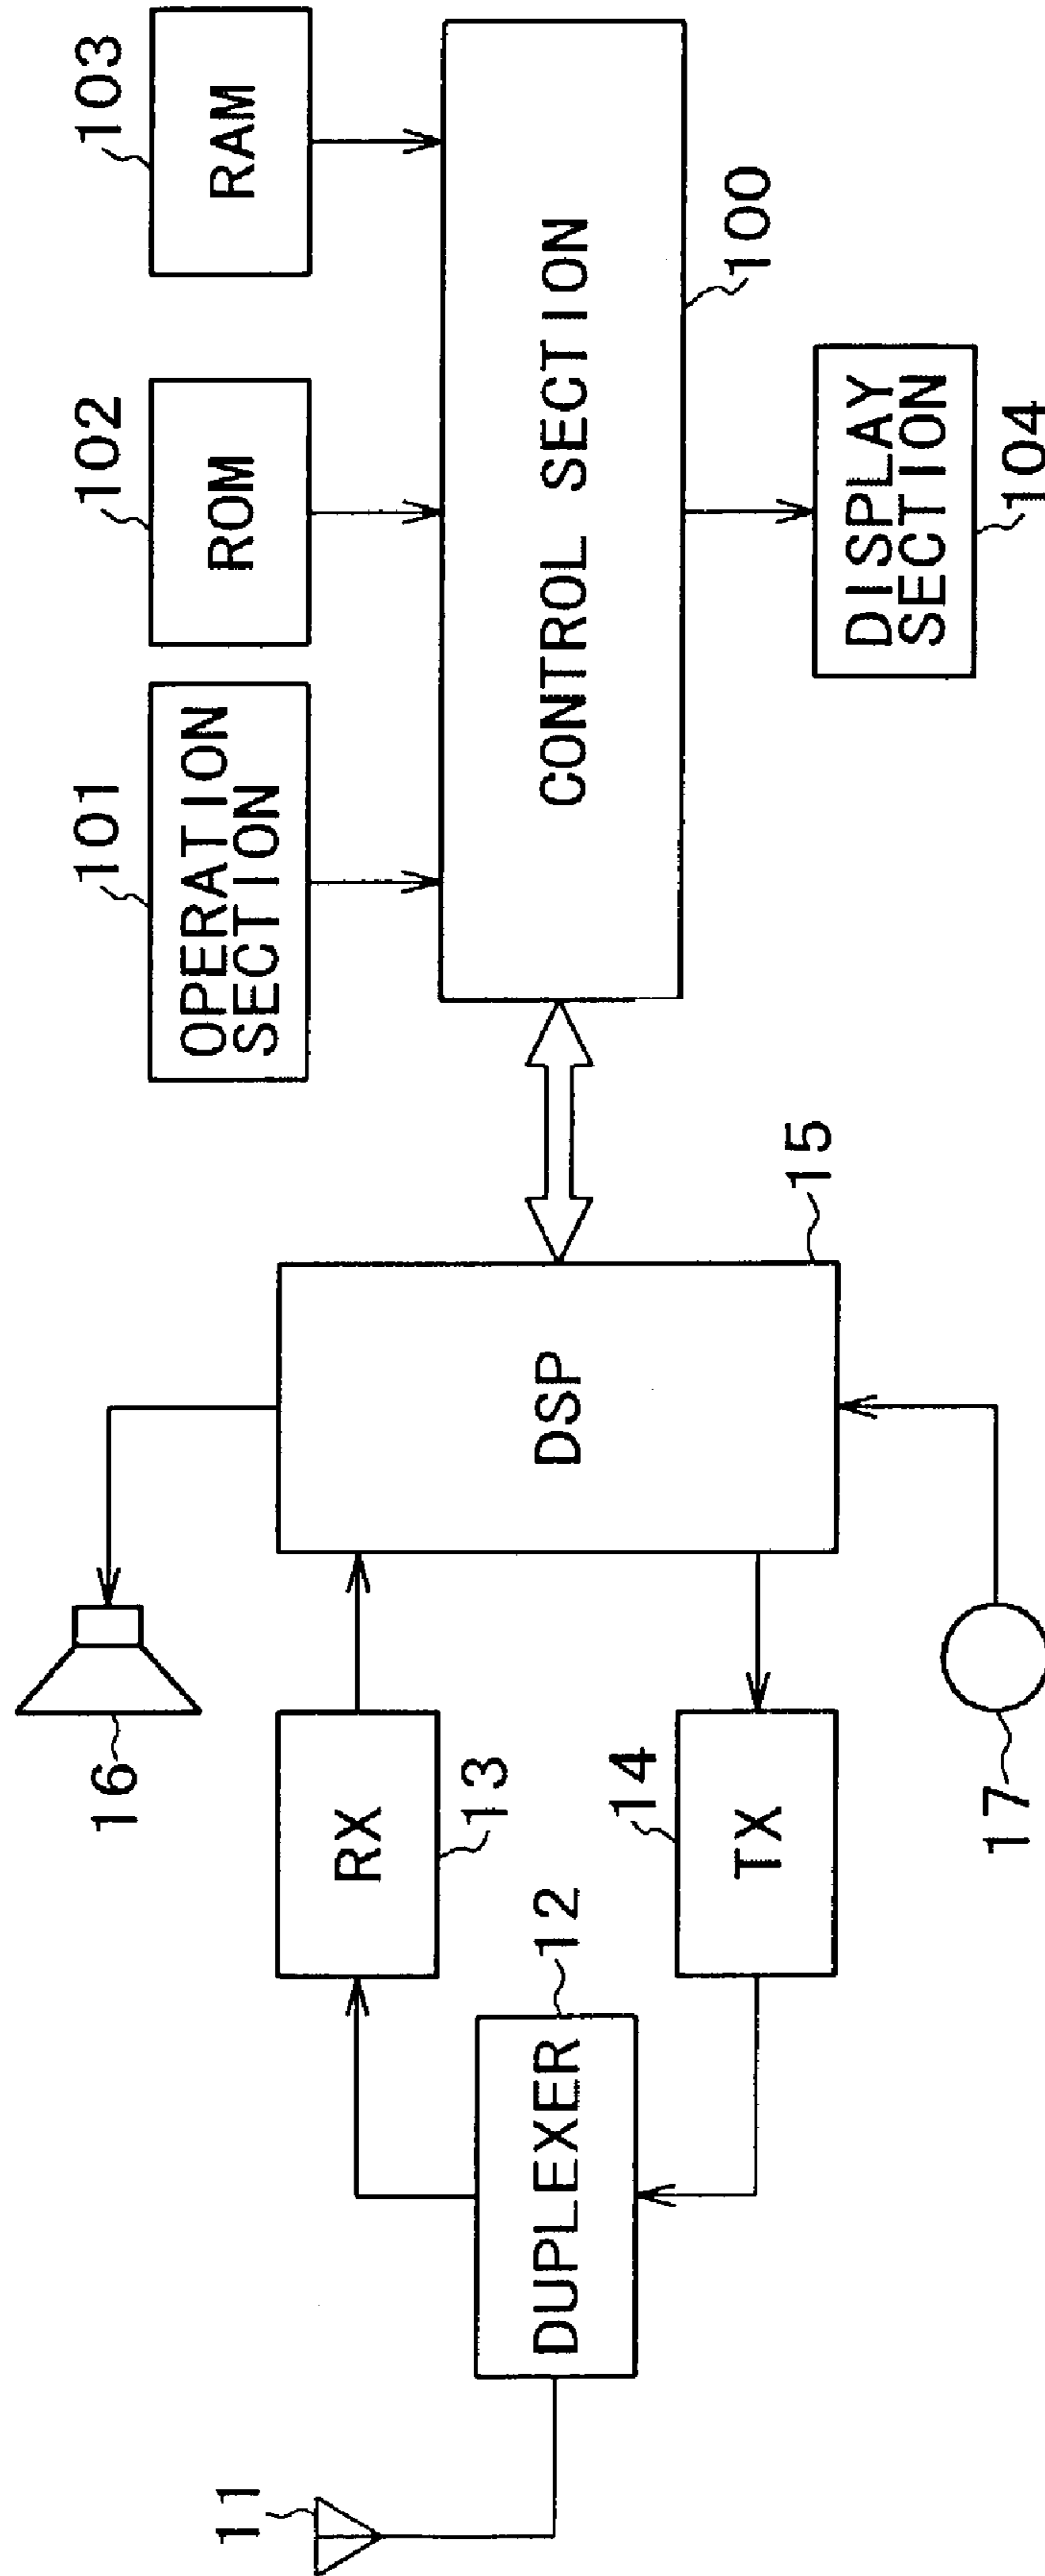 16
11
RX
13
DUPLEXER
12
14
TX
17
DSP
15
101
OPERATION
SECTION
102
ROM
103
RAM
CONTROL SECTION
100
DISPLAY
SECTION
104